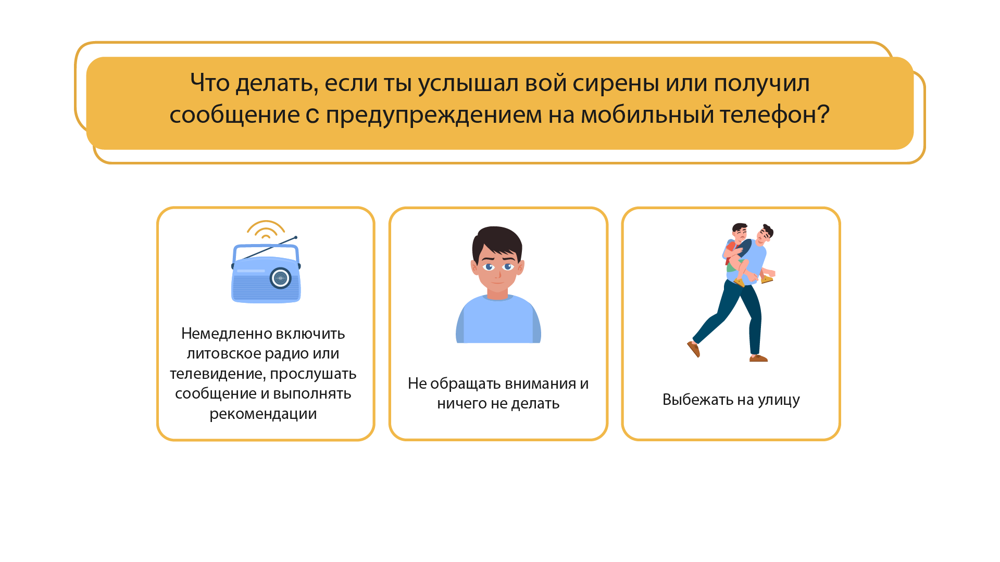 Что делать, если ты услышал вой сирены или получил
сообщение с предупреждением на мобильный телефон?
Немедленно включить
литовское радио или
телевидение, прослушать
сообщение и выполнять
рекомендации
Не обращать внимания и
ничего не делать
Выбежать на улицу